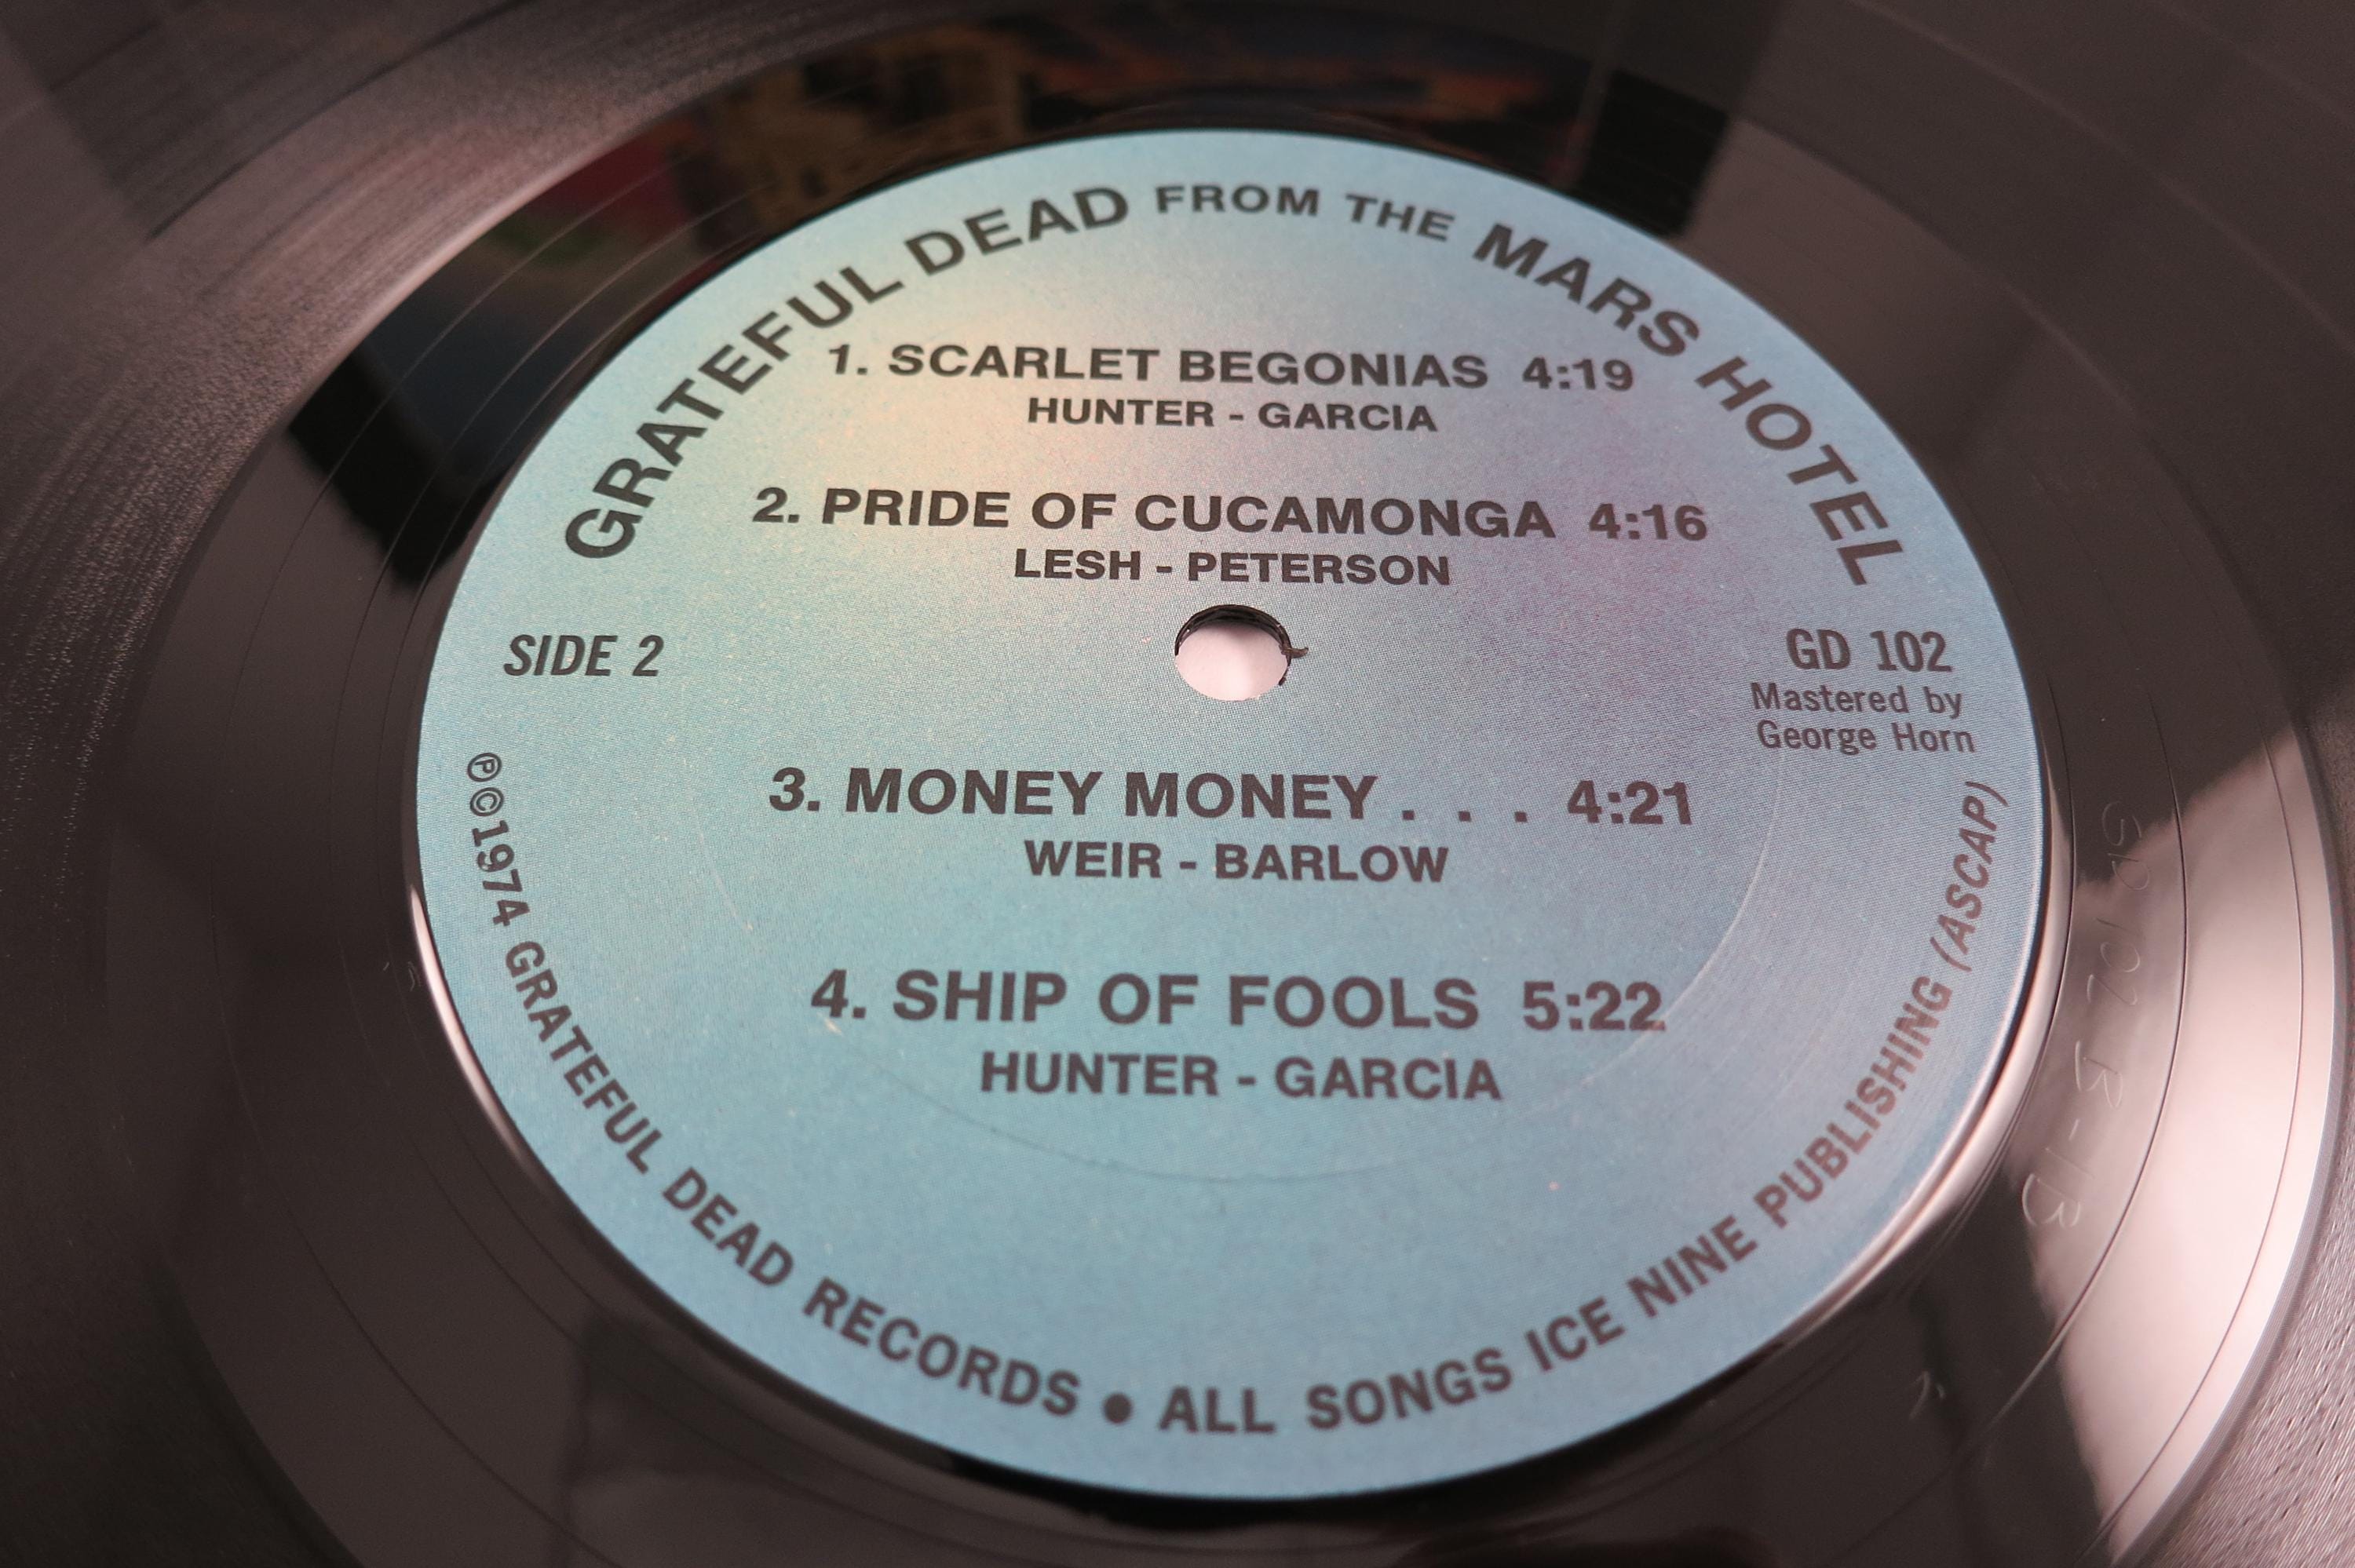 GRATEFUL DEAD FROM THE MARS HOTEL
1. SCARLET BEGONIAS 4:19
HUNTER - GARCIA
2. PRIDE OF CUCAMONGA 4:16
LESH - PETERSON
SIDE 2
GD 102
Mastered by
George Horn
3. MONEY MONEY . . . 4:21
WEIR - BARLOW
4. SHIP OF FOOLS 5:22
HUNTER - GARCIA
℗©1974 GRATEFUL DEAD RECORDS • ALL SONGS ICE NINE PUBLISHING (ASCAP)